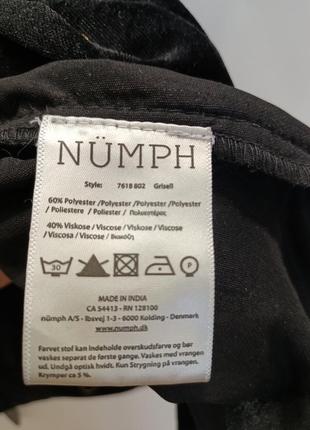 NÜMPH
Style: 7618 802 Grisell
60% Polyester /Polyester /Polyester /Polyester
/ Poliestere / Poliester / Πολυεστέρας
40% Viskose / Viscose / Viskose / Viscose
/ Viscosa / Viscose / Βισκόζη
30 P
MADE IN INDIA
CA 54413 - RN 128100
nümph A/S - Ibsvej 1-3 - 6000 Kolding - Denmark
www.numph.dk
Farvet stof kan indeholde overskudsfarve og bør
vaskes separat de første gange. Vaskes med vrangen
ud. Undgå optisk hvidt. Kun Strygning på vrangen.
Krymper ca 5 %.